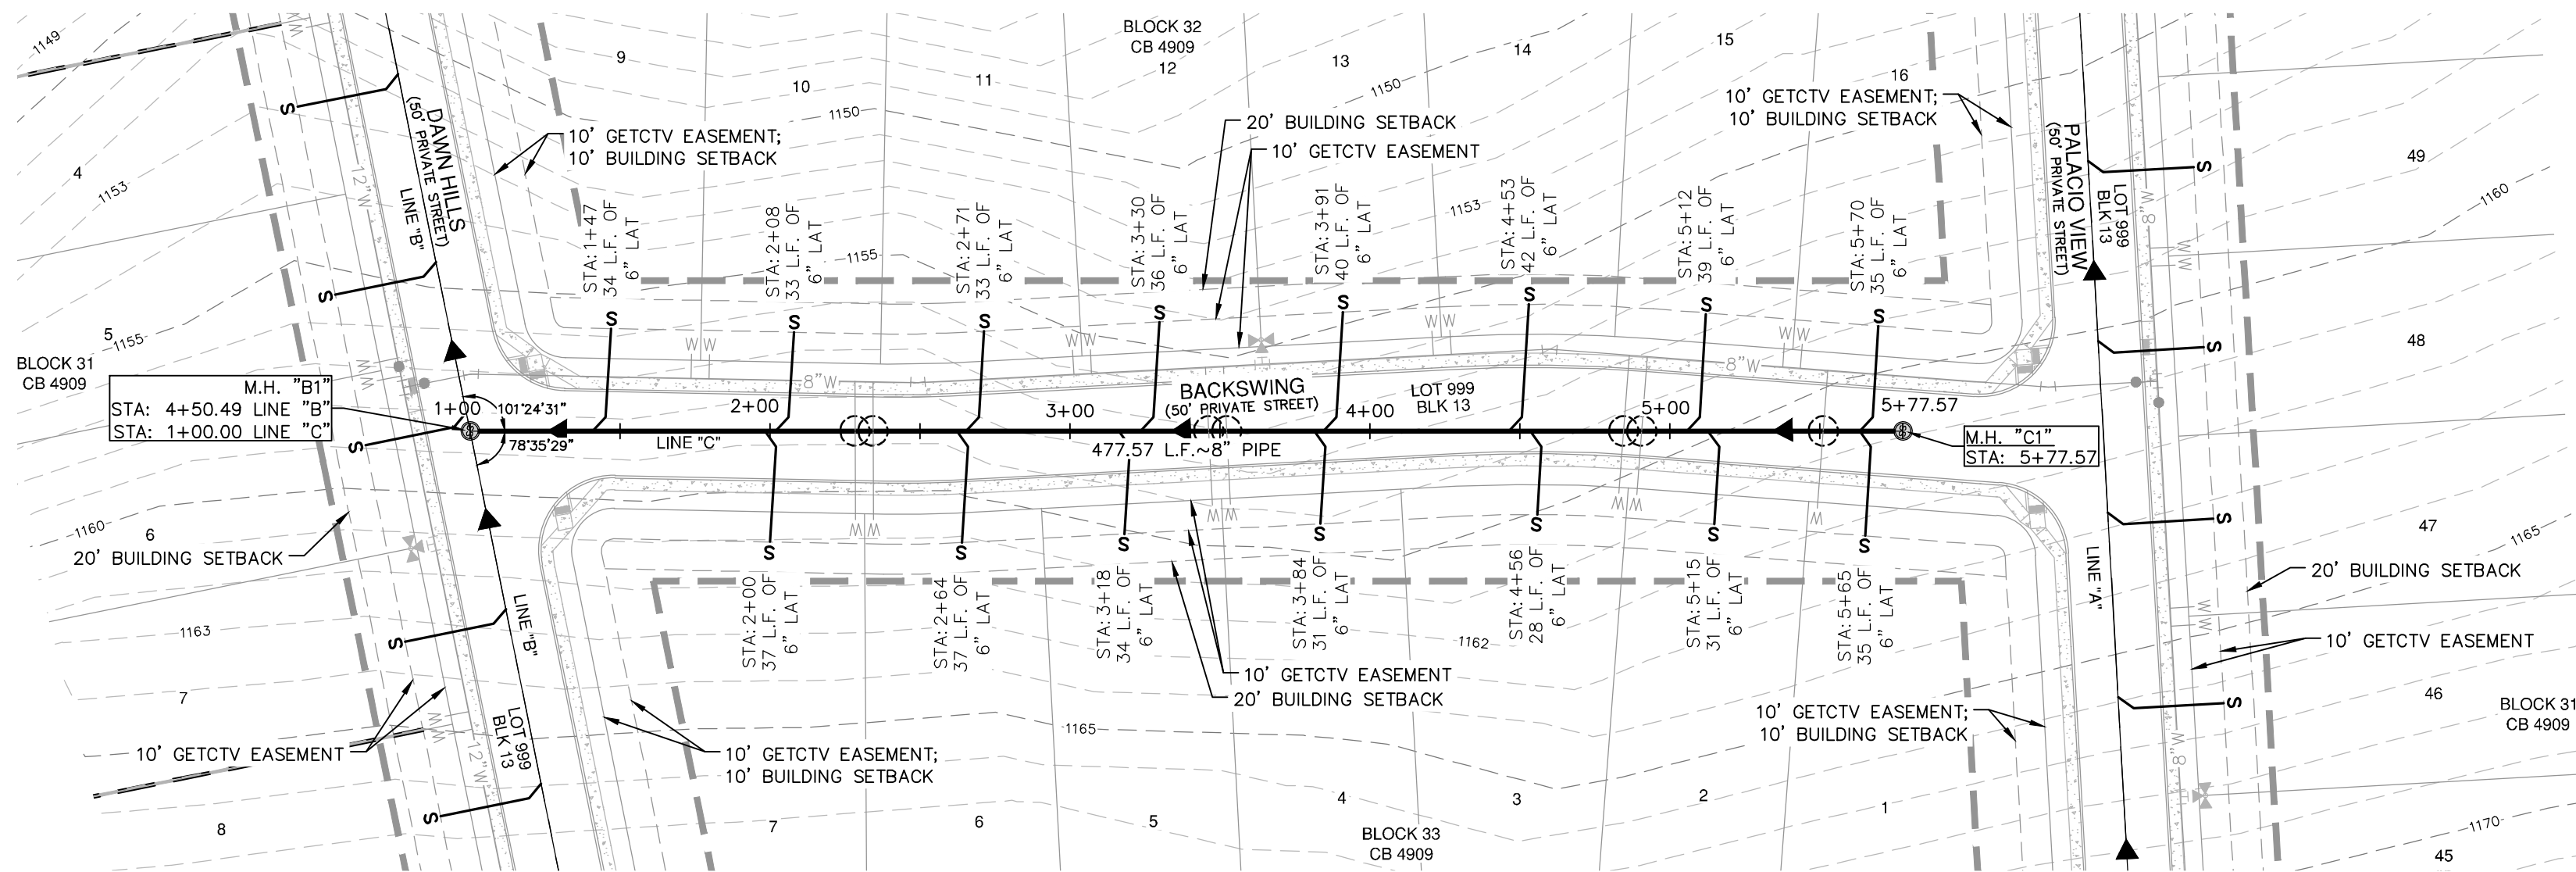 BLOCK 32
CB 4909
12
9
10
11
13
14
15
16
1149
1150
1150
10' GETCTV EASEMENT;
10' BUILDING SETBACK
20' BUILDING SETBACK
10' GETCTV EASEMENT
10' GETCTV EASEMENT;
10' BUILDING SETBACK
DAWN HILLS
(50' PRIVATE STREET)
LINE "B"
12"W
4
1153
PALACIO VIEW
(50' PRIVATE STREET)
LOT 999
BLK 13
8"W
49
1160
1153
1155
STA: 1+47
34 L.F. OF
6" LAT
STA: 2+08
33 L.F. OF
6" LAT
STA: 2+71
33 L.F. OF
6" LAT
STA: 3+30
36 L.F. OF
6" LAT
STA: 3+91
40 L.F. OF
6" LAT
STA: 4+53
42 L.F. OF
6" LAT
STA: 5+12
39 L.F. OF
6" LAT
STA: 5+70
35 L.F. OF
6" LAT
S S S S S S S S
5
1155
BLOCK 31
CB 4909
48
W W
W W
W W
W W
8"W
8"W
M.H. "B1"
STA: 4+50.49 LINE "B"
STA: 1+00.00 LINE "C"
1+00
101°24'31"
78°35'29"
2+00
3+00
4+00
5+00
5+77.57
BACKSWING
(50' PRIVATE STREET)
LOT 999
BLK 13
LINE "C"
477.57 L.F.~8" PIPE
M.H. "C1"
STA: 5+77.57
W W
W W
W W
W
S S S S S S S
STA: 2+00
37 L.F. OF
6" LAT
STA: 2+64
37 L.F. OF
6" LAT
STA: 3+18
34 L.F. OF
6" LAT
STA: 3+84
31 L.F. OF
6" LAT
STA: 4+56
28 L.F. OF
6" LAT
STA: 5+15
31 L.F. OF
6" LAT
STA: 5+65
35 L.F. OF
6" LAT
1160
6
20' BUILDING SETBACK
47
1165
LINE "A"
20' BUILDING SETBACK
10' GETCTV EASEMENT
LINE "B"
1163
1162
7
10' GETCTV EASEMENT
20' BUILDING SETBACK
46
BLOCK 31
CB 4909
10' GETCTV EASEMENT
LOT 999
BLK 13
12"W
10' GETCTV EASEMENT;
10' BUILDING SETBACK
1165
10' GETCTV EASEMENT;
10' BUILDING SETBACK
8"W
8
7
6
5
4
3
2
1
BLOCK 33
CB 4909
1170
45